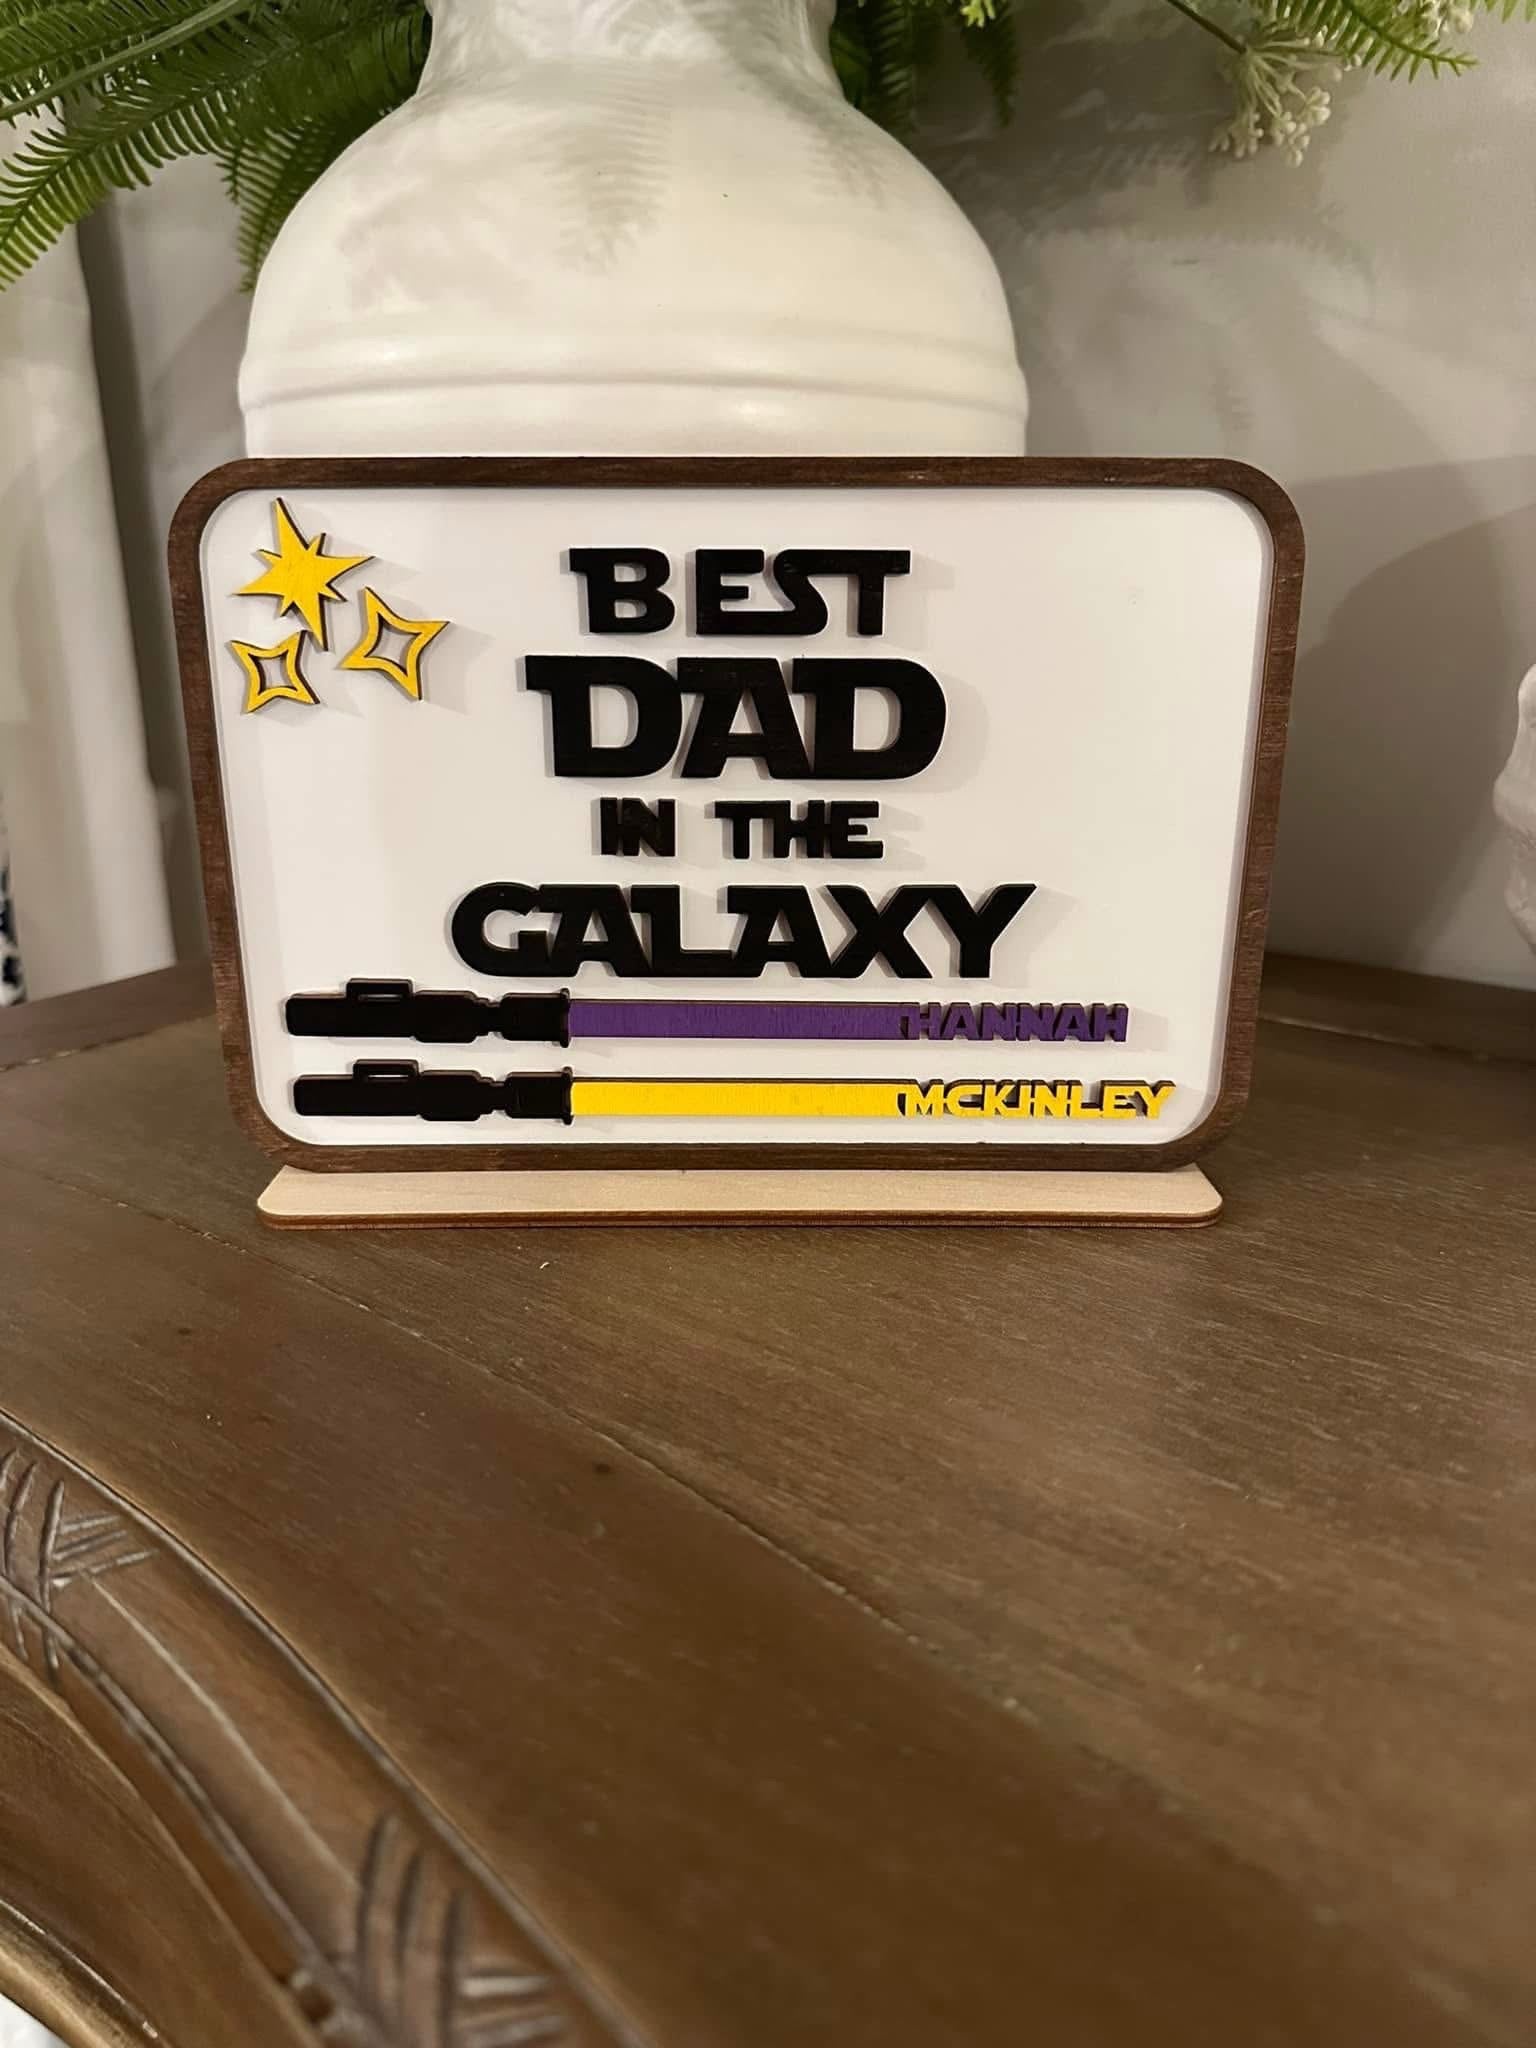 BEST
DAD
IN THE
GALAXY
HANNAH
MCKINLEY